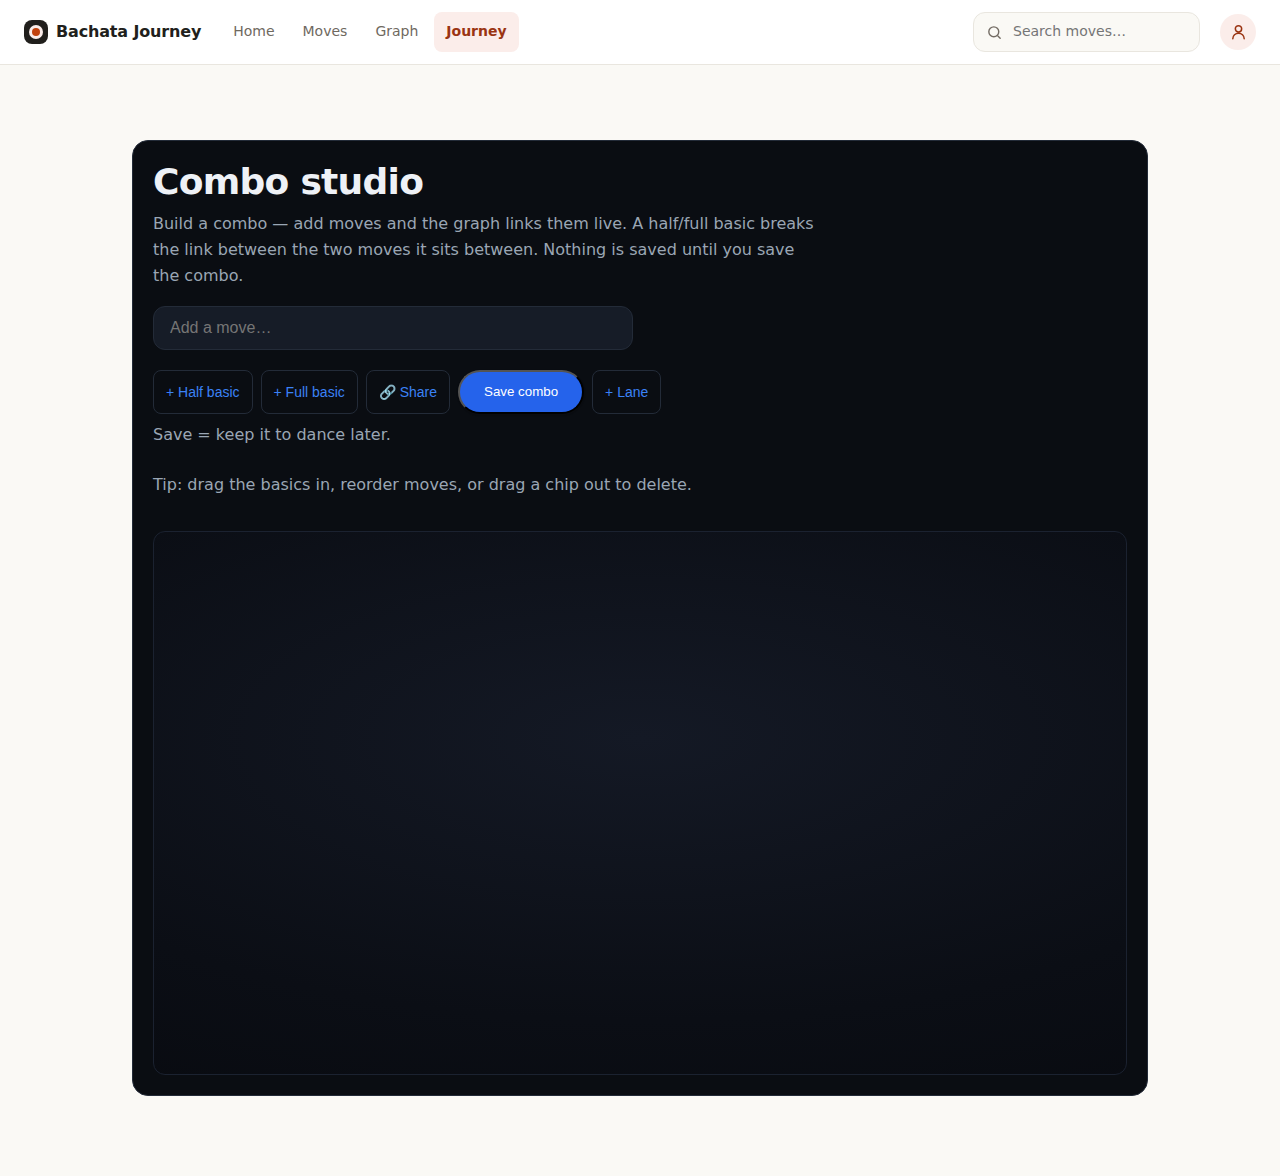 Bachata Journey
Home
Moves
Graph
Journey
Search moves...
Combo studio
Build a combo — add moves and the graph links them live. A half/full basic breaks
the link between the two moves it sits between. Nothing is saved until you save
the combo.
Add a move…
+ Half basic
+ Full basic
🔗 Share
Save combo
+ Lane
Save = keep it to dance later.
Tip: drag the basics in, reorder moves, or drag a chip out to delete.